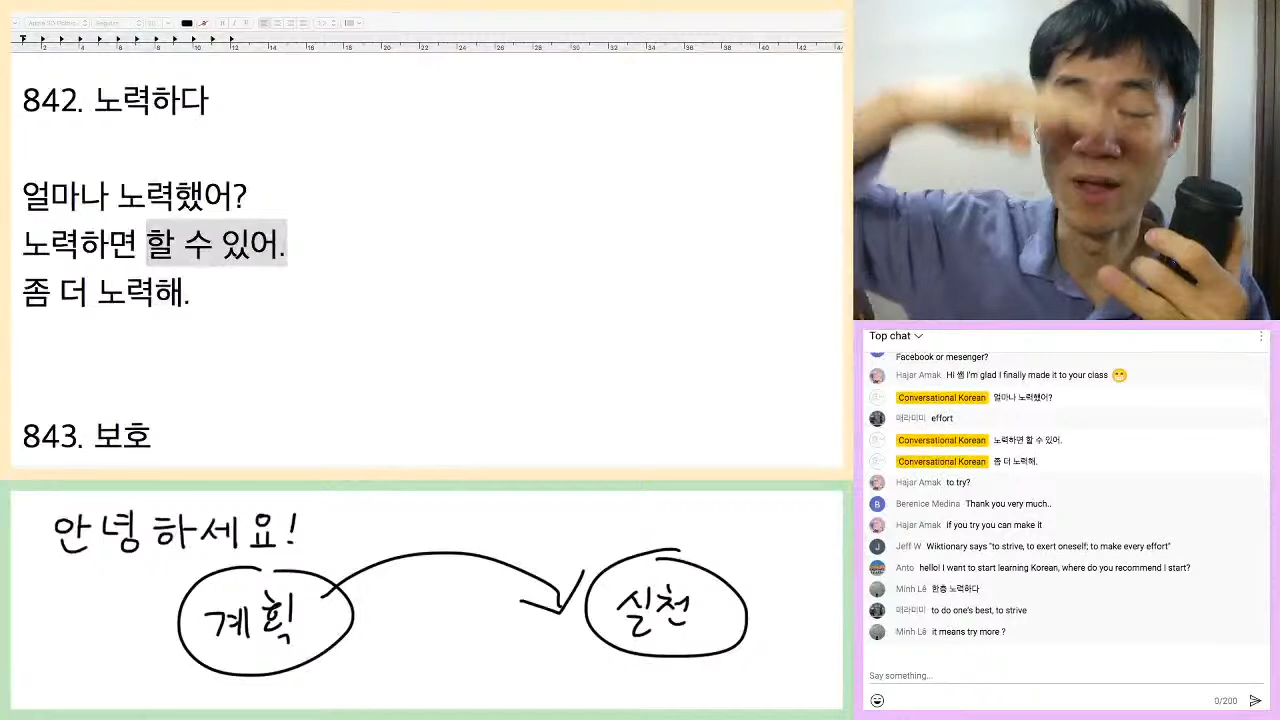 842. 노력하다
얼마나 노력했어?
노력하면 할 수 있어.
좀 더 노력해.
843. 보호
안녕하세요!
계획
실천
Top chat
Facebook or mesenger?
Hajar Amak Hi 쌤 I'm glad I finally made it to your class 😁
Conversational Korean 얼마나 노력했어?
매라미미 effort
Conversational Korean 노력하면 할 수 있어.
Conversational Korean 좀 더 노력해.
Hajar Amak to try?
Berenice Medina Thank you very much..
Hajar Amak if you try you can make it
Jeff W Wiktionary says "to strive, to exert oneself; to make every effort"
Anto hello! I want to start learning Korean, where do you recommend I start?
Minh Lê 한층 노력하다
매라미미 to do one's best, to strive
Minh Lê it means try more ?
Say something...
0/200